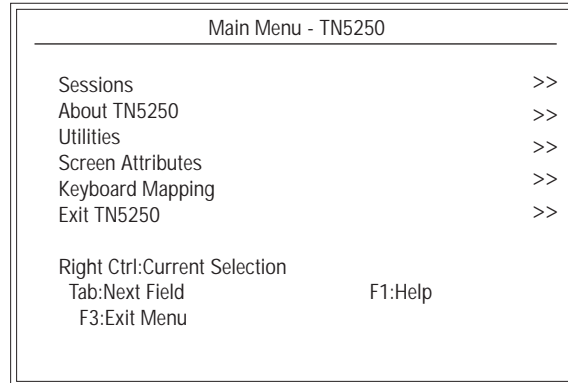 Main Menu - TN5250
Sessions >>
About TN5250 >>
Utilities >>
Screen Attributes >>
Keyboard Mapping >>
Exit TN5250
Right Ctrl:Current Selection
Tab:Next Field F1:Help
F3:Exit Menu